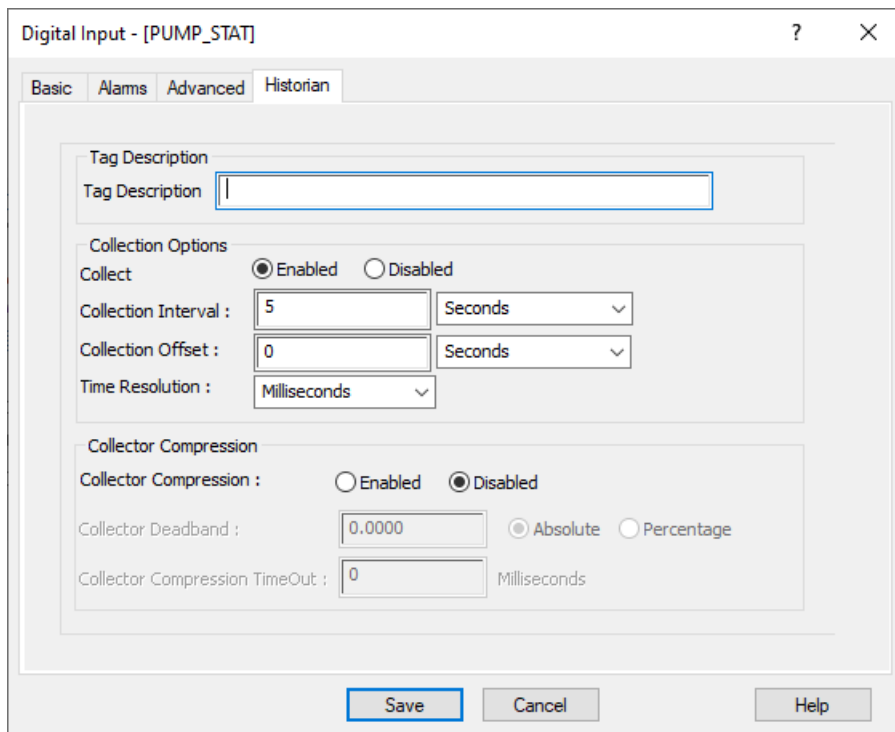 Digital Input - [PUMP_STAT] ?
Basic Alarms Advanced Historian
Tag Description
Tag Description
Collection Options
Collect Enabled Disabled
Collection Interval : 5 Seconds
Collection Offset : 0 Seconds
Time Resolution : Milliseconds
Collector Compression
Collector Compression : Enabled Disabled
Collector Deadband : 0.0000 Absolute Percentage
Collector Compression TimeOut : 0 Milliseconds
Save Cancel Help